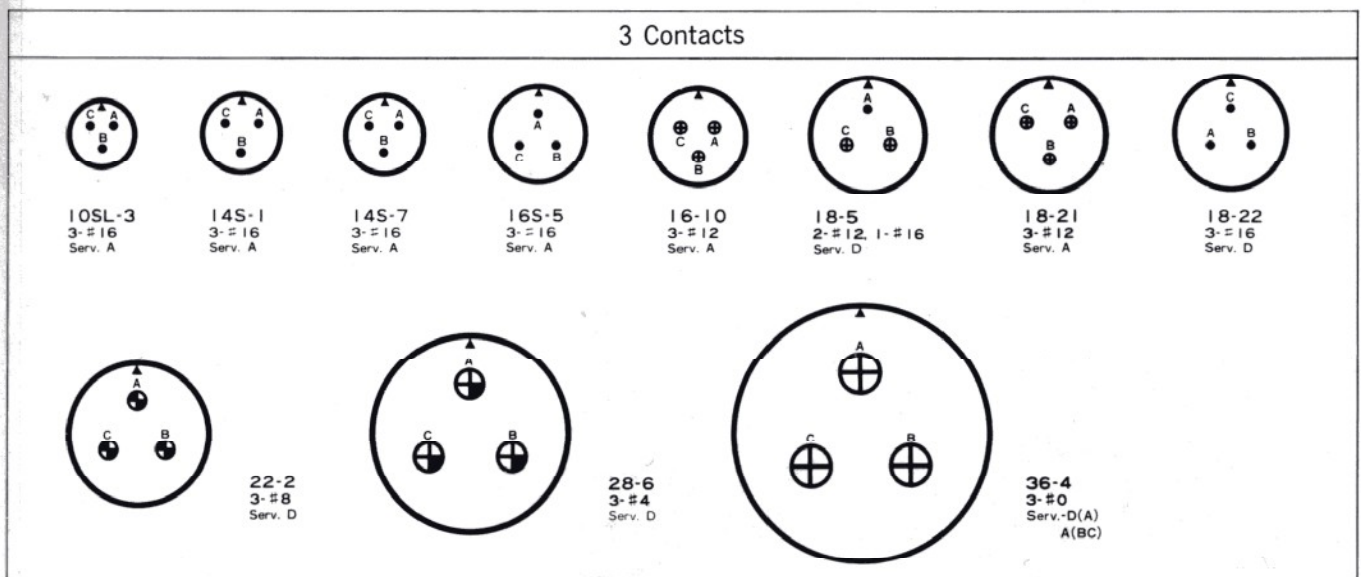 3 Contacts
C A
B
C A
B
C A
B
A
C B
C A
B
A
C B
C A
B
C
A B
10SL-3
3-#16
Serv. A
14S-1
3-#16
Serv. A
14S-7
3-#16
Serv. A
16S-5
3-#16
Serv. A
16-10
3-#12
Serv. A
18-5
2-#12, 1-#16
Serv. D
18-21
3-#12
Serv. A
18-22
3-#16
Serv. D
A
C B
22-2
3-#8
Serv. D
A
C B
28-6
3-#4
Serv. D
A
C B
36-4
3-#0
Serv.-D(A)
A(BC)